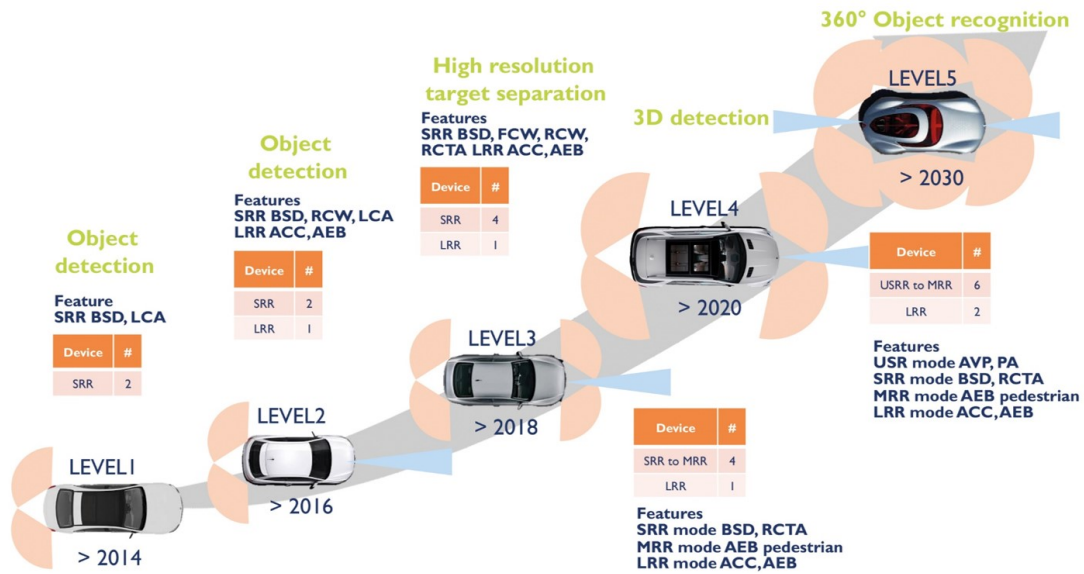 Object
detection
Feature
SRR BSD, LCA
Device #
SRR 2
LEVEL1
> 2014
Object
detection
Features
SRR BSD, RCW, LCA
LRR ACC, AEB
Device #
SRR 2
LRR 1
LEVEL2
> 2016
High resolution
target separation
Features
SRR BSD, FCW, RCW,
RCTA LRR ACC, AEB
Device #
SRR 4
LRR 1
LEVEL3
> 2018
3D detection
LEVEL4
> 2020
Device #
SRR to MRR 4
LRR 1
Features
SRR mode BSD, RCTA
MRR mode AEB pedestrian
LRR mode ACC, AEB
360° Object recognition
LEVEL5
> 2030
Device #
USRR to MRR 6
LRR 2
Features
USR mode AVP, PA
SRR mode BSD, RCTA
MRR mode AEB pedestrian
LRR mode ACC, AEB